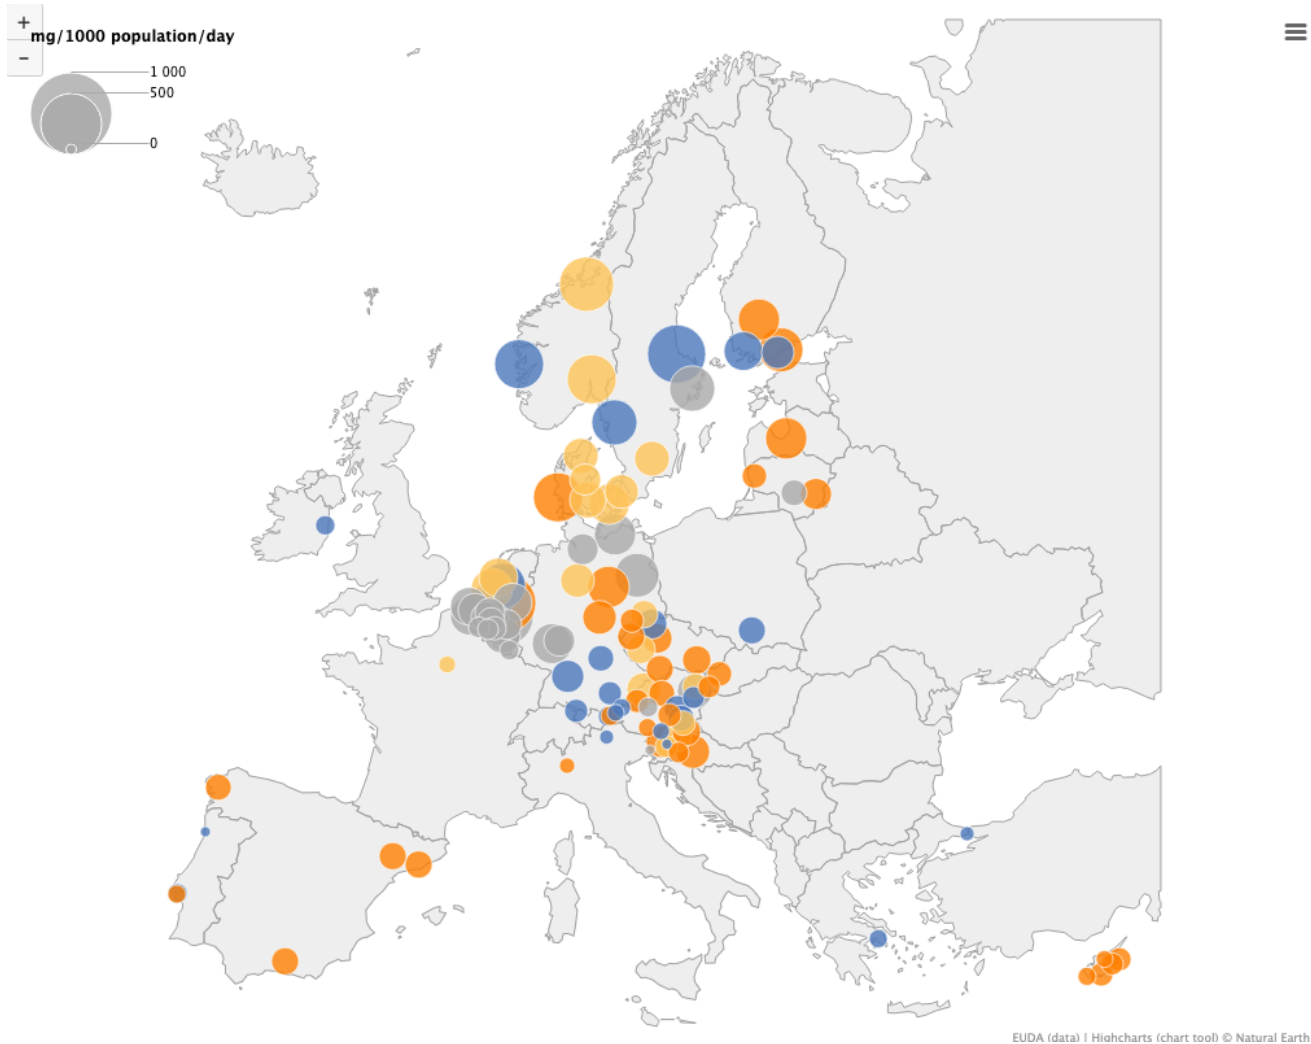 +
mg/1000 population/day
−
1 000
500
0
EUDA (data) | Highcharts (chart tool) © Natural Earth